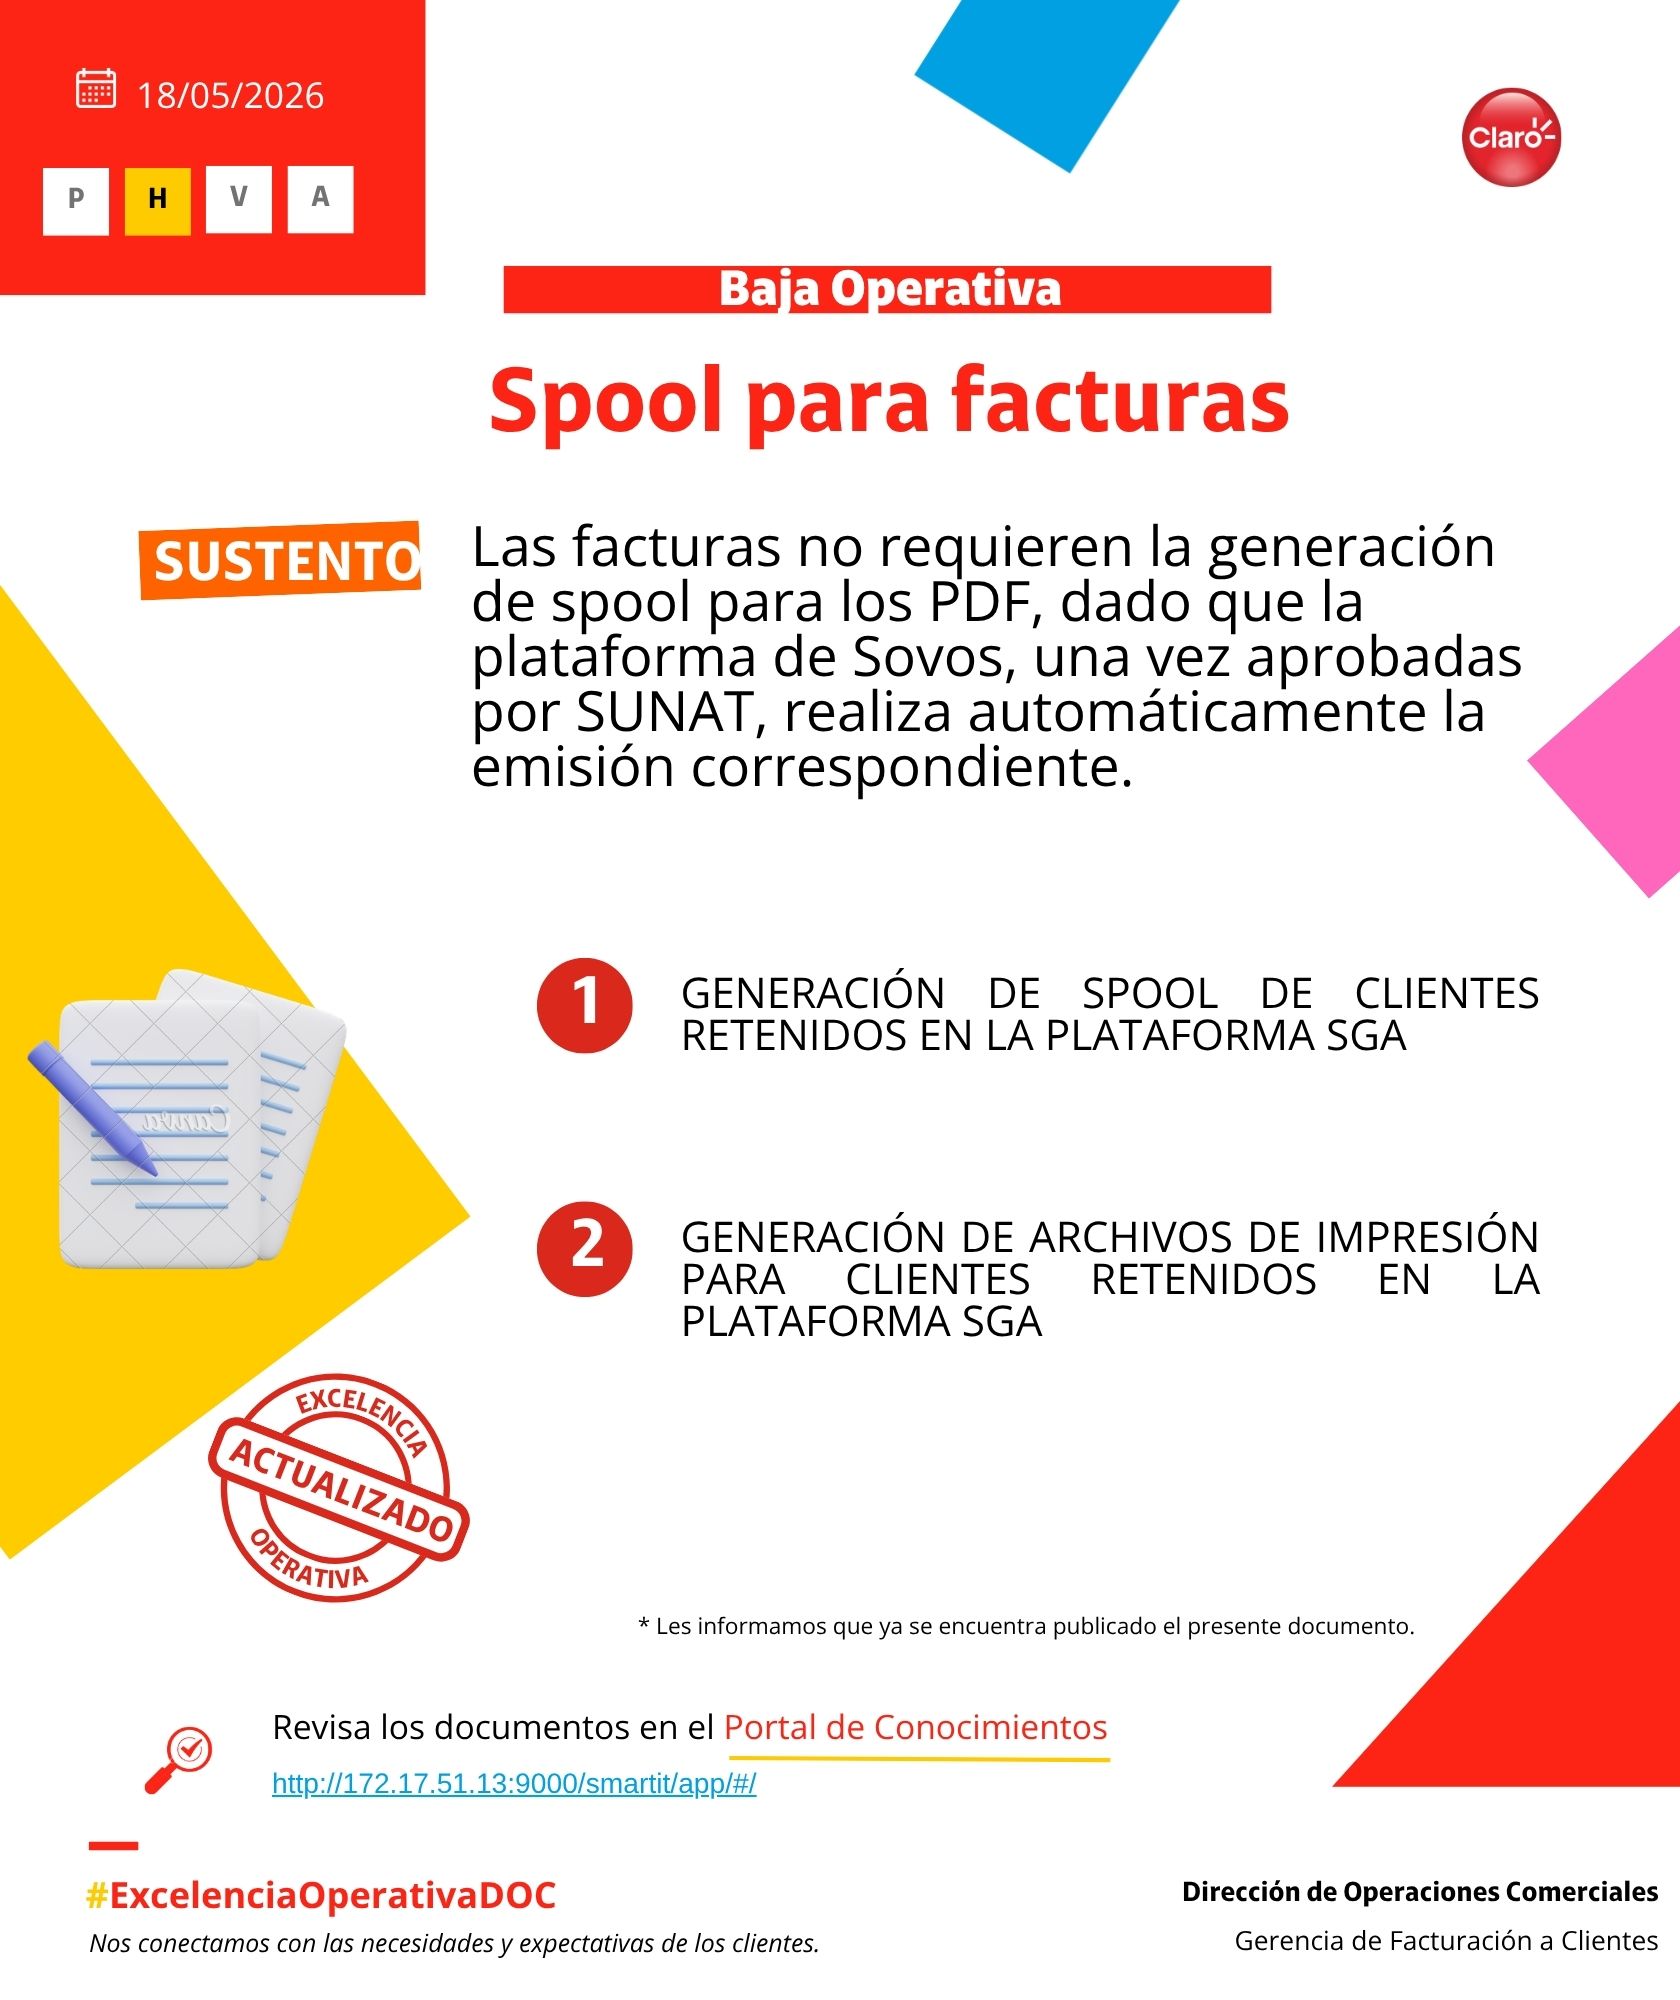 18/05/2026
P H V A
Claro
Baja Operativa
Spool para facturas
SUSTENTO
Las facturas no requieren la generación
de spool para los PDF, dado que la
plataforma de Sovos, una vez aprobadas
por SUNAT, realiza automáticamente la
emisión correspondiente.
1
GENERACIÓN DE SPOOL DE CLIENTES
RETENIDOS EN LA PLATAFORMA SGA
Canva
2
GENERACIÓN DE ARCHIVOS DE IMPRESIÓN
PARA CLIENTES RETENIDOS EN LA
PLATAFORMA SGA
EXCELENCIA
ACTUALIZADO
OPERATIVA
* Les informamos que ya se encuentra publicado el presente documento.
Revisa los documentos en el Portal de Conocimientos
http://172.17.51.13:9000/smartit/app/#/
#ExcelenciaOperativaDOC
Nos conectamos con las necesidades y expectativas de los clientes.
Dirección de Operaciones Comerciales
Gerencia de Facturación a Clientes